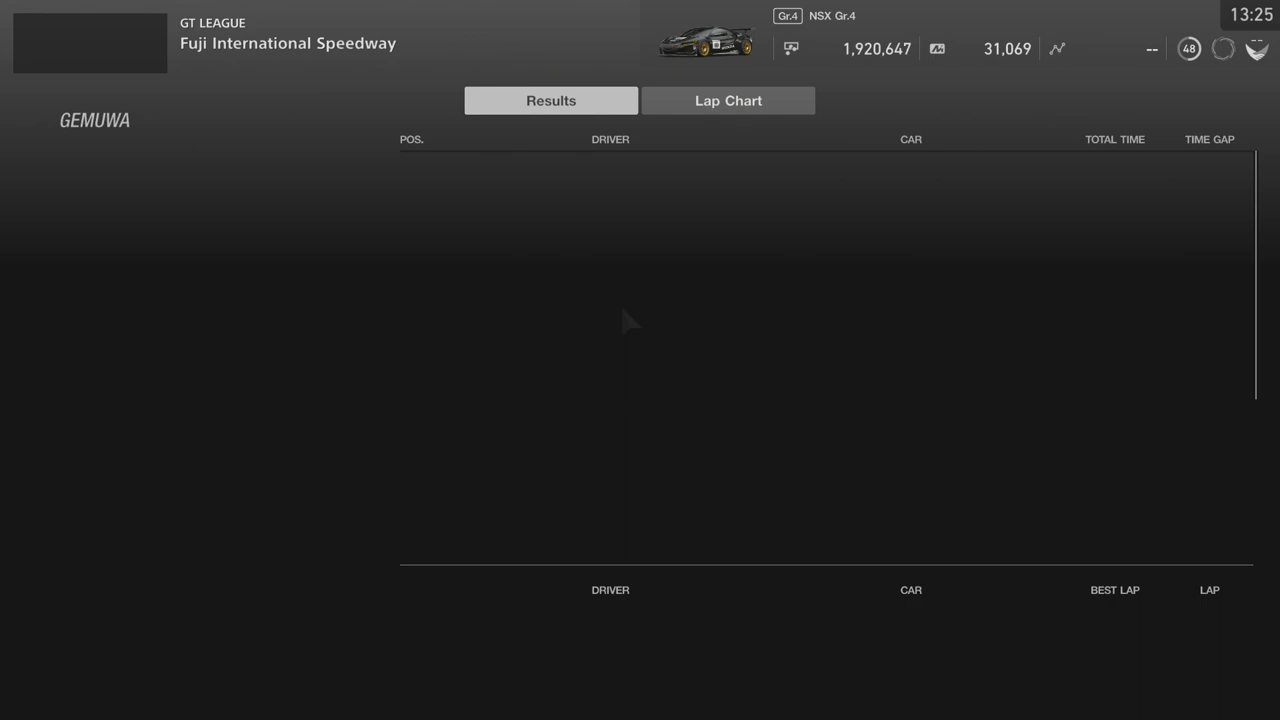 GT LEAGUE
Fuji International Speedway
Gr.4 NSX Gr.4
1,920,647 31,069 -- 48 --
13:25
Results Lap Chart
GEMUWA
POS. DRIVER CAR TOTAL TIME TIME GAP
DRIVER CAR BEST LAP LAP